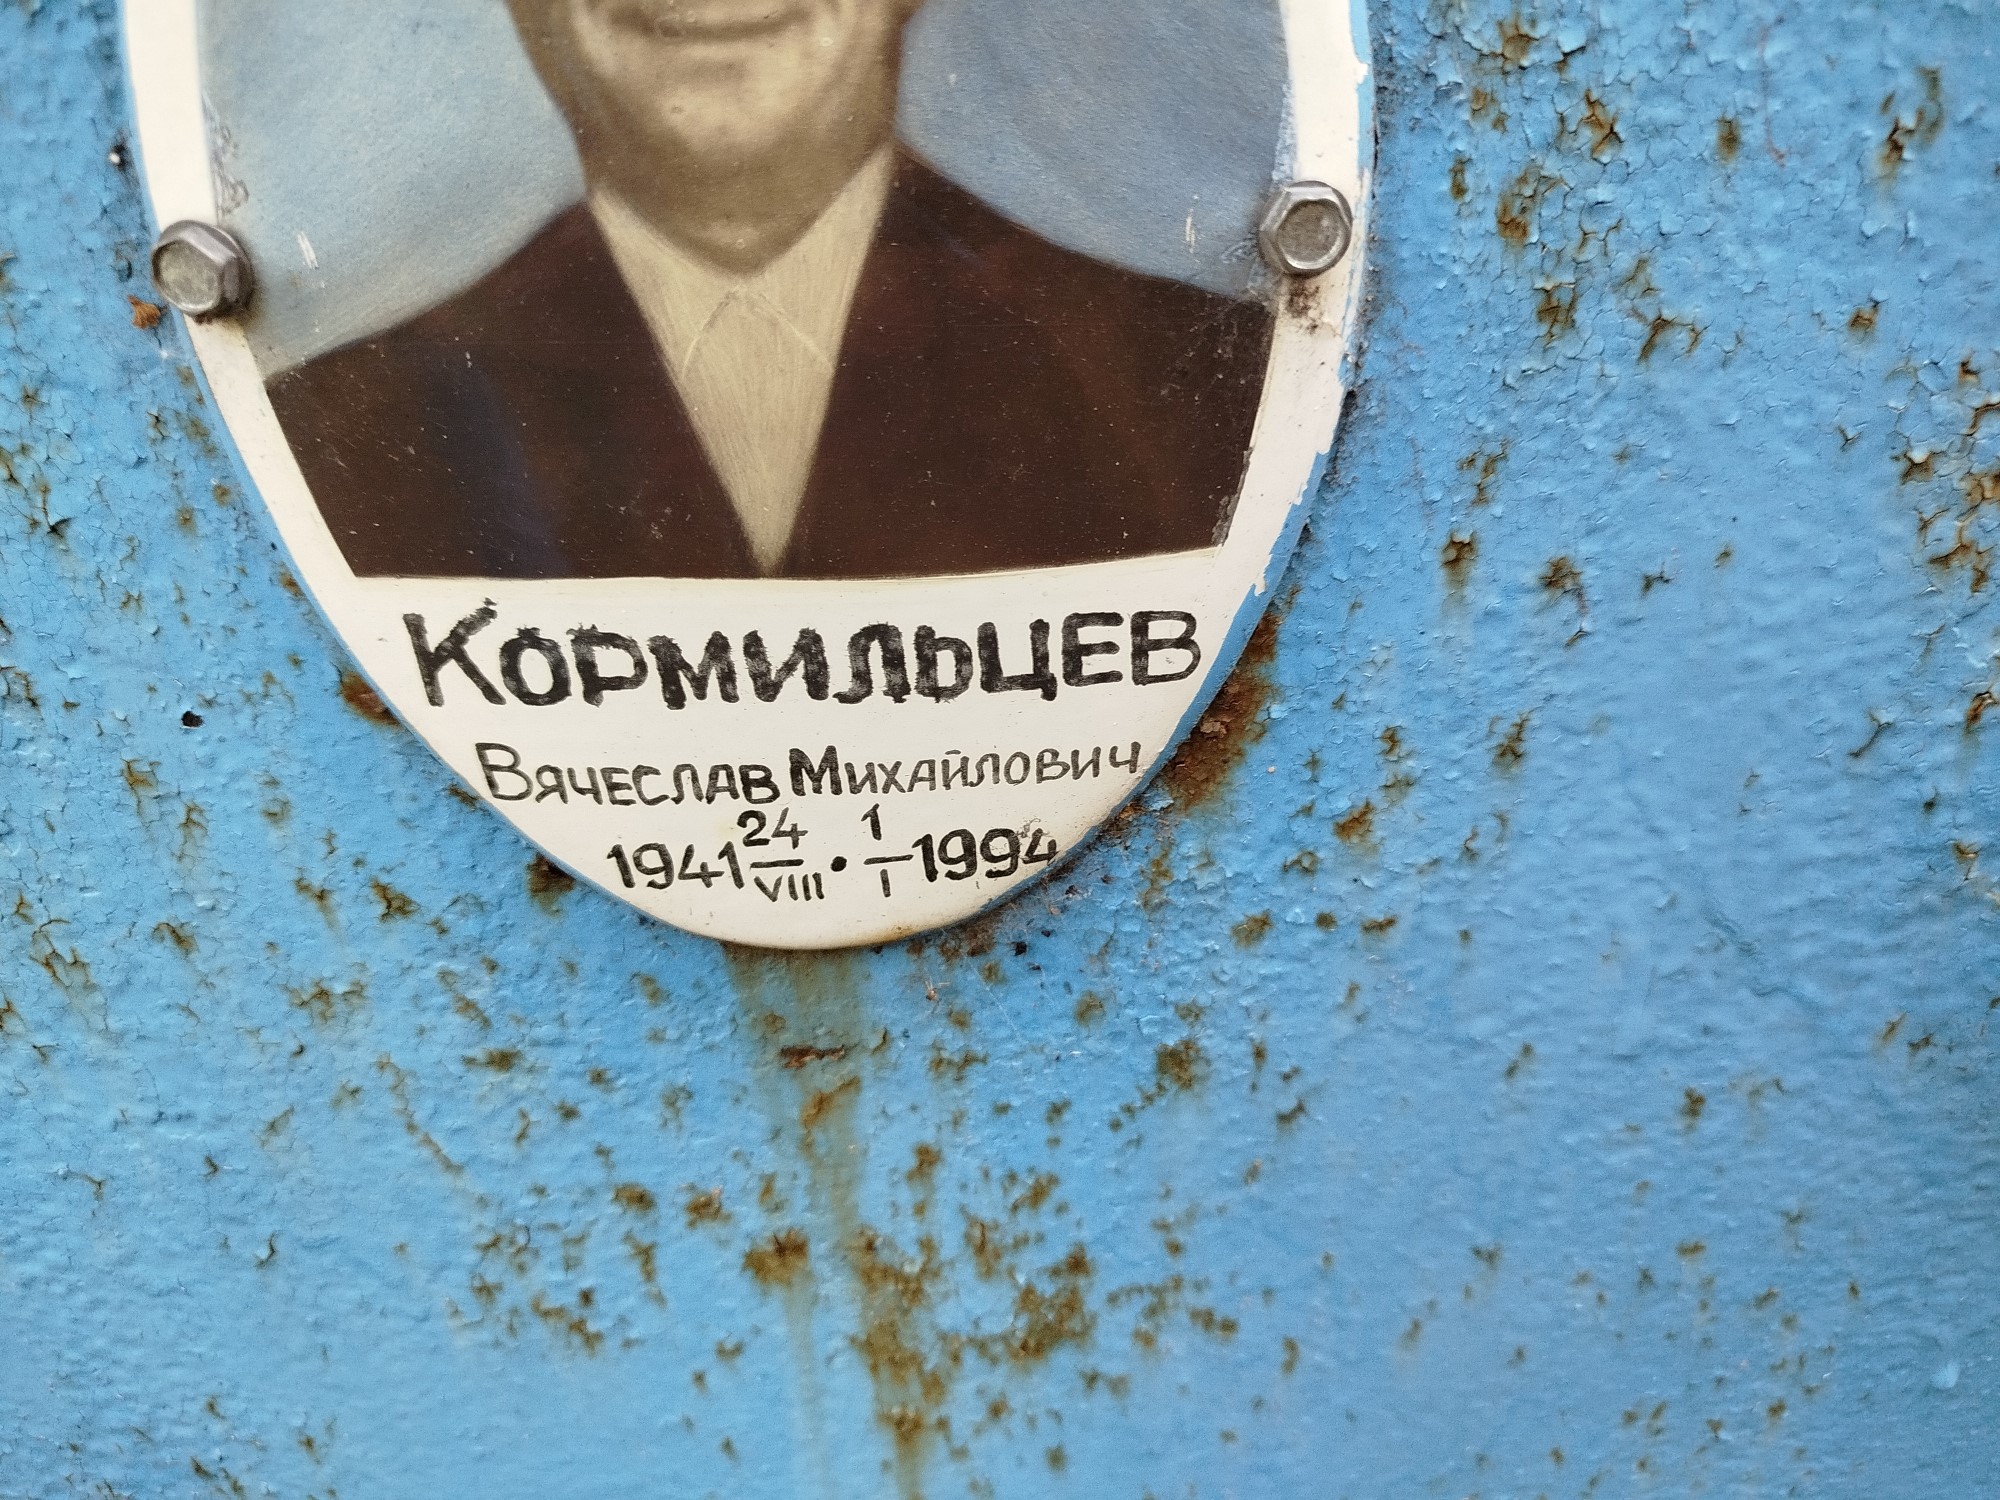 Кормильцев
Вячеслав Михайлович
1941 24/VIII • 1/I 1994